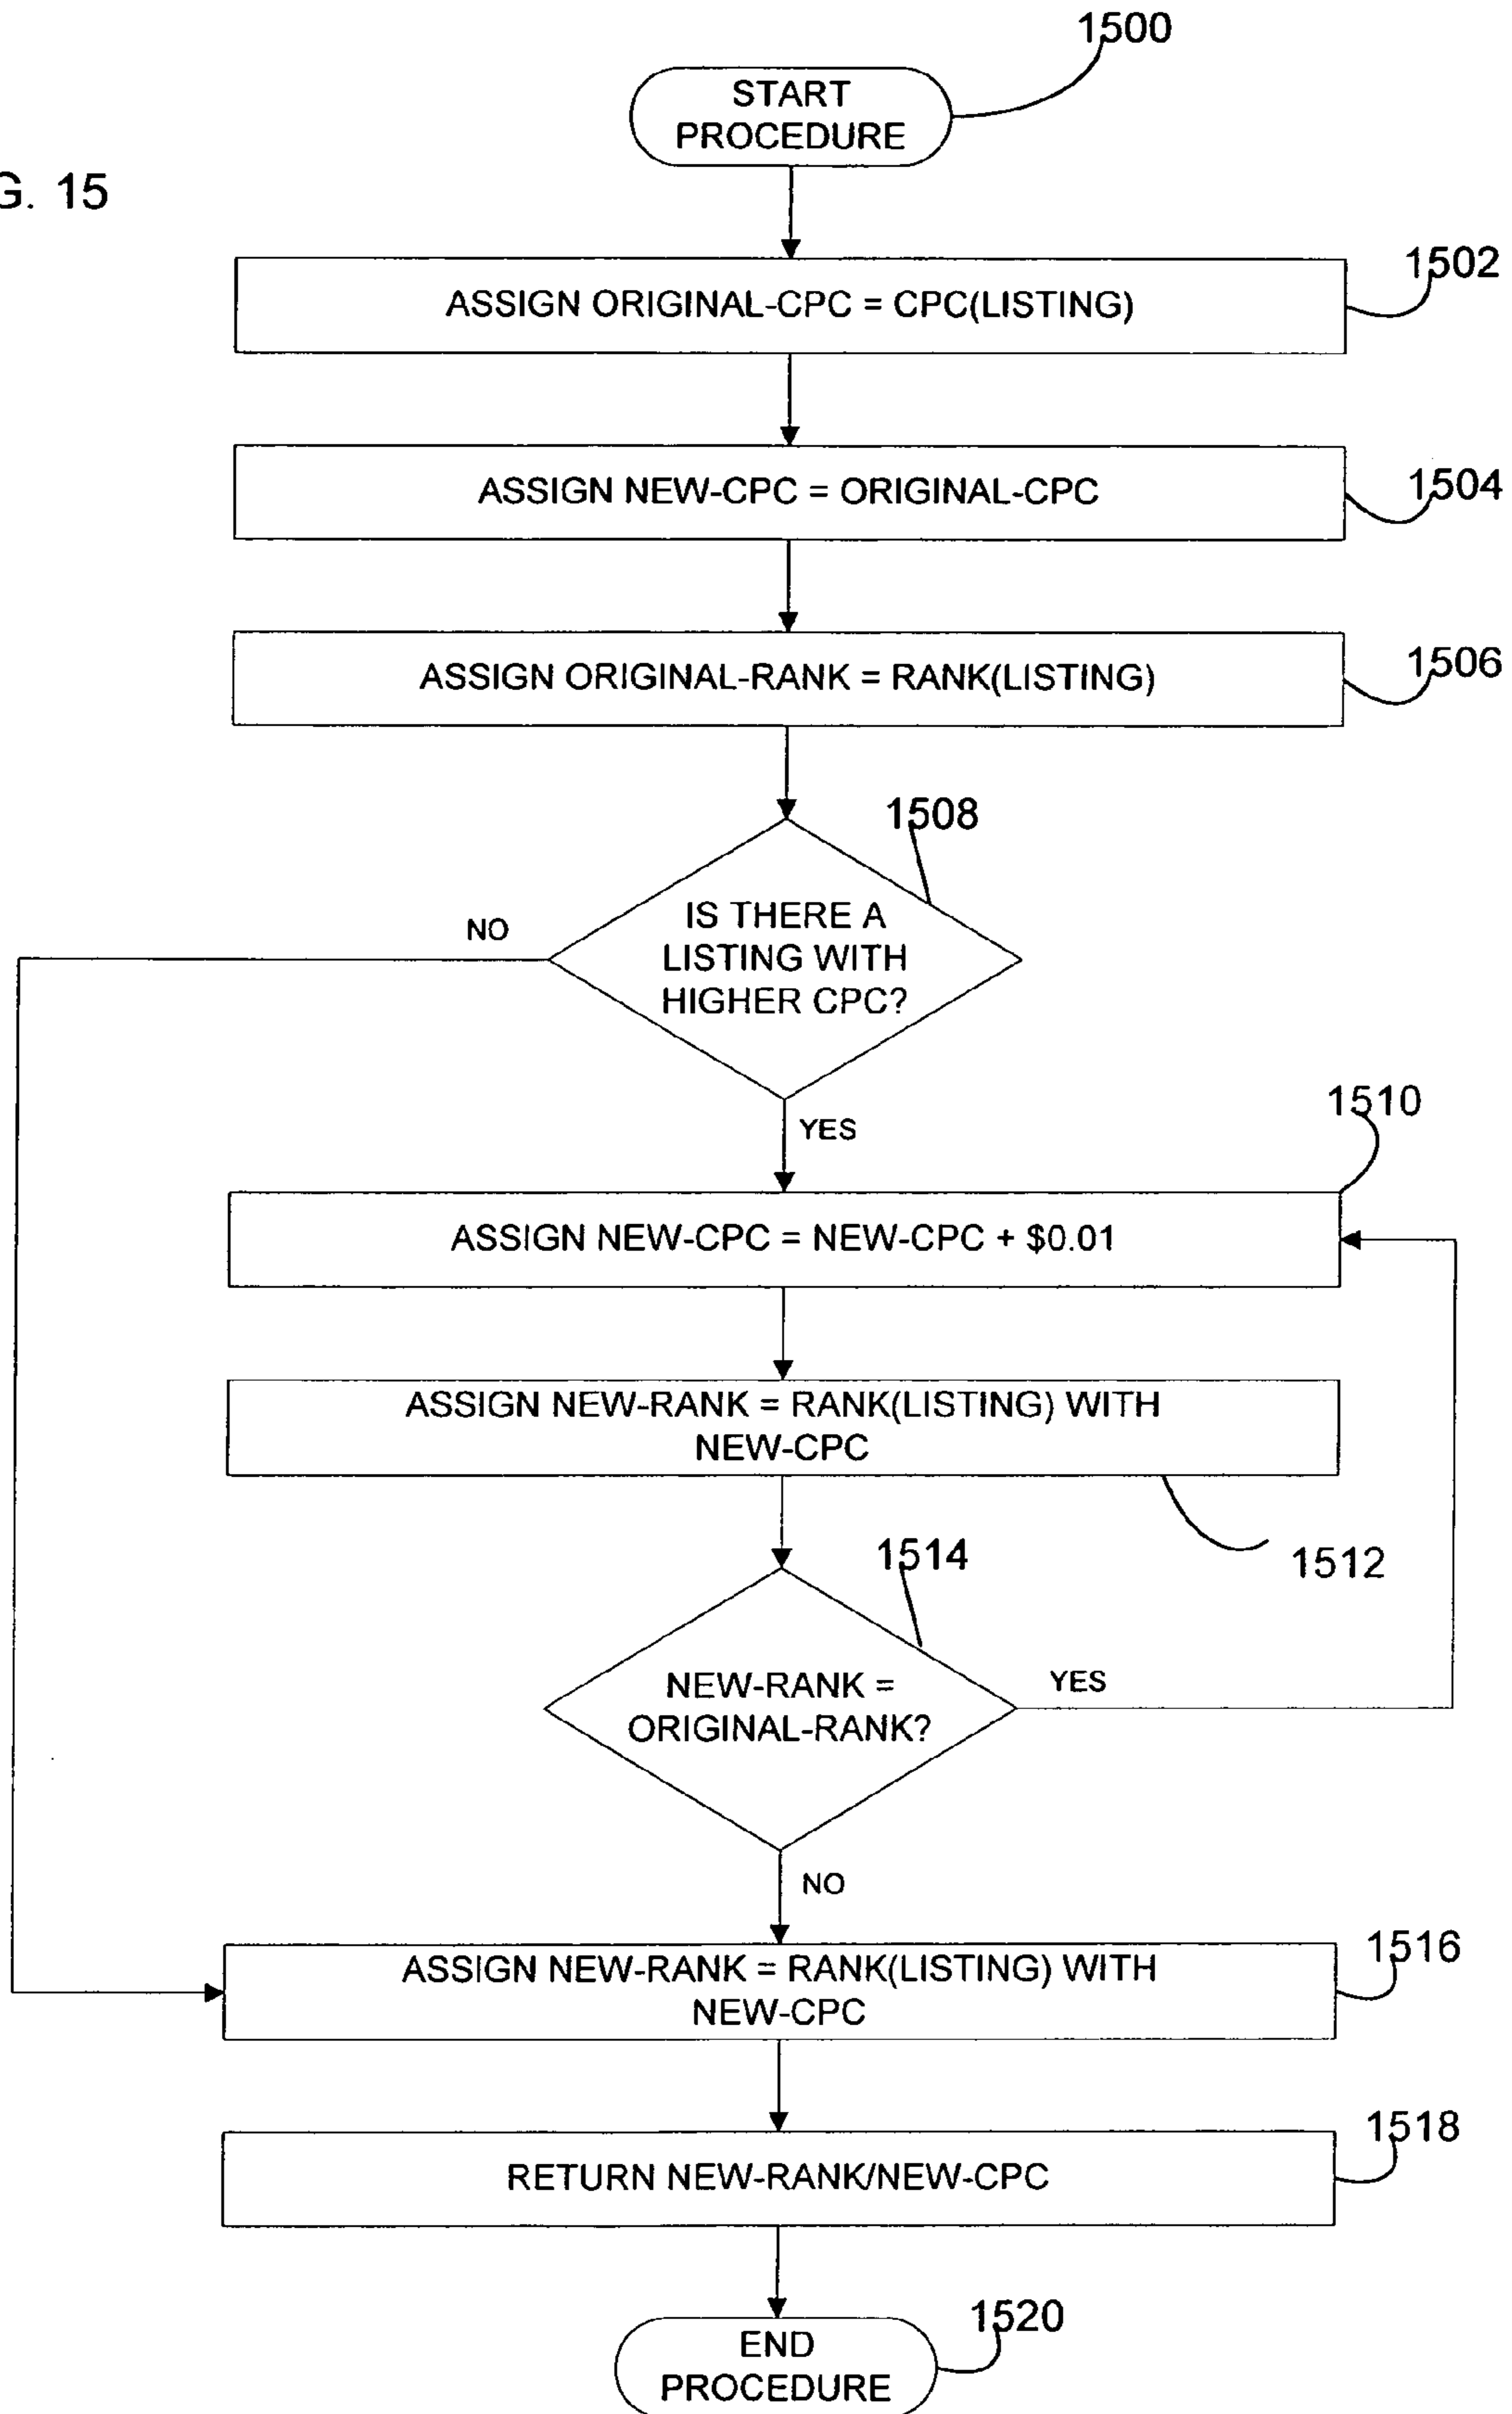 1500
START
PROCEDURE
G. 15
1502
ASSIGN ORIGINAL-CPC = CPC(LISTING)
1504
ASSIGN NEW-CPC = ORIGINAL-CPC
1506
ASSIGN ORIGINAL-RANK = RANK(LISTING)
1508
IS THERE A
LISTING WITH
HIGHER CPC?
NO
YES
1510
ASSIGN NEW-CPC = NEW-CPC + $0.01
ASSIGN NEW-RANK = RANK(LISTING) WITH
NEW-CPC
1512
1514
NEW-RANK =
ORIGINAL-RANK?
YES
NO
1516
ASSIGN NEW-RANK = RANK(LISTING) WITH
NEW-CPC
1518
RETURN NEW-RANK/NEW-CPC
1520
END
PROCEDURE